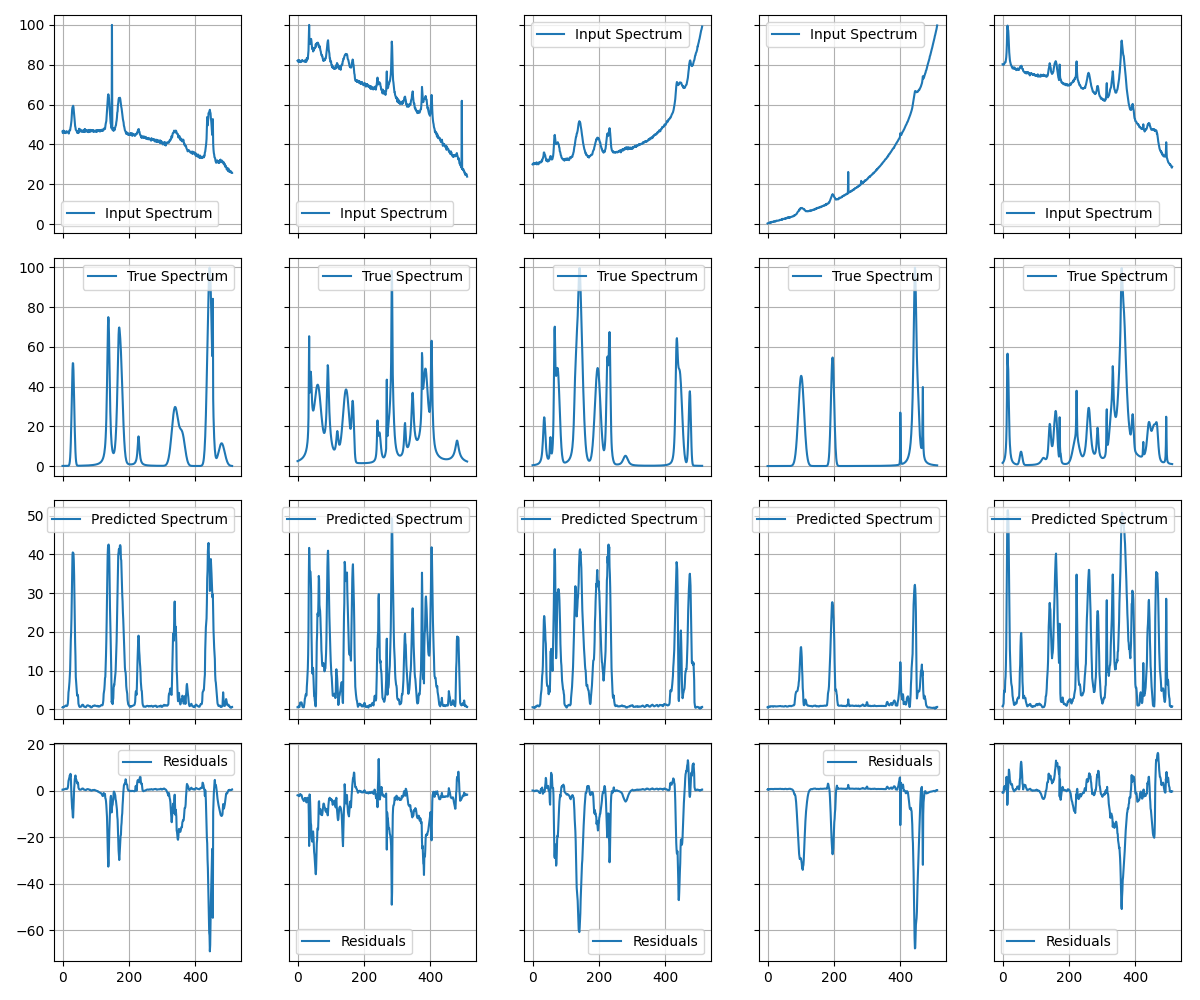 100
80
60
40
20
0
Input Spectrum
Input Spectrum
Input Spectrum
Input Spectrum
Input Spectrum
100
80
60
40
20
0
True Spectrum
True Spectrum
True Spectrum
True Spectrum
True Spectrum
50
40
30
20
10
0
Predicted Spectrum
Predicted Spectrum
Predicted Spectrum
Predicted Spectrum
Predicted Spectrum
20
0
−20
−40
−60
Residuals
Residuals
Residuals
Residuals
Residuals
0 200 400
0 200 400
0 200 400
0 200 400
0 200 400